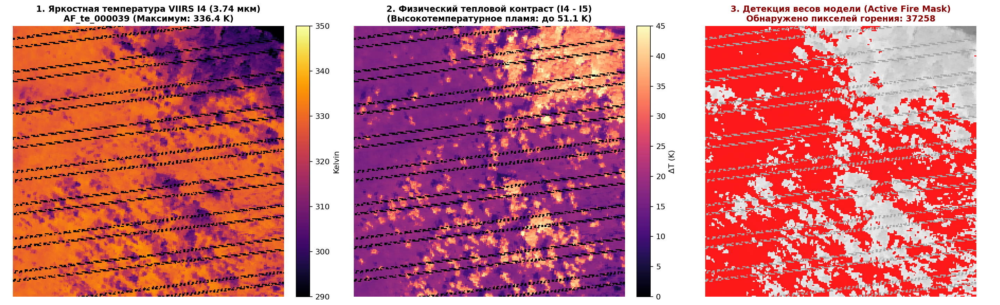 1. Яркостная температура VIIRS I4 (3.74 мкм)
AF_te_000039 (Максимум: 336.4 K)
350
340
330
320
310
300
290
Kelvin
2. Физический тепловой контраст (I4 - I5)
(Высокотемпературное пламя: до 51.1 K)
45
40
35
30
25
20
15
10
5
0
ΔT (K)
3. Детекция весов модели (Active Fire Mask)
Обнаружено пикселей горения: 37258